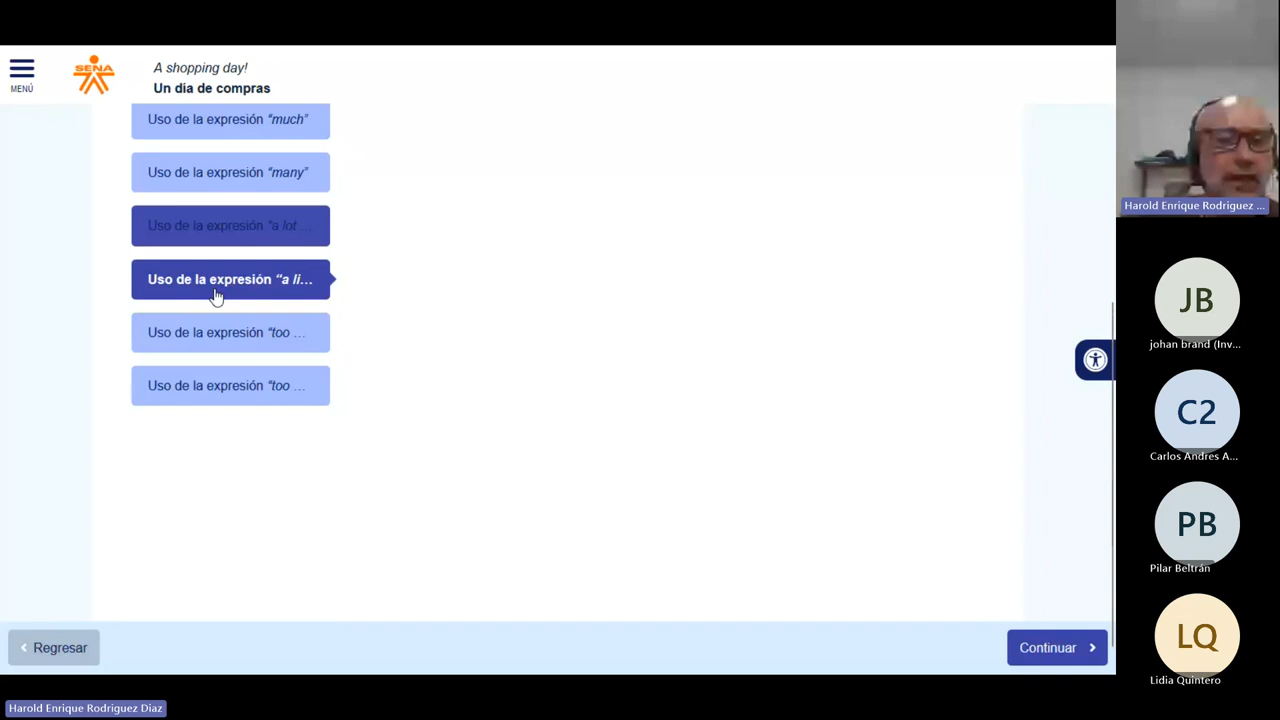 MENÚ
SENA
A shopping day!
Un día de compras
Uso de la expresión "much"
Uso de la expresión "many"
Uso de la expresión "a lot ...
Uso de la expresión "a li...
Uso de la expresión "too ...
Uso de la expresión "too ...
Regresar
Continuar
Harold Enrique Rodriguez Diaz
Harold Enrique Rodriguez ...
JB
johan brand (Inv...
C2
Carlos Andres A...
PB
Pilar Beltrán
LQ
Lidia Quintero